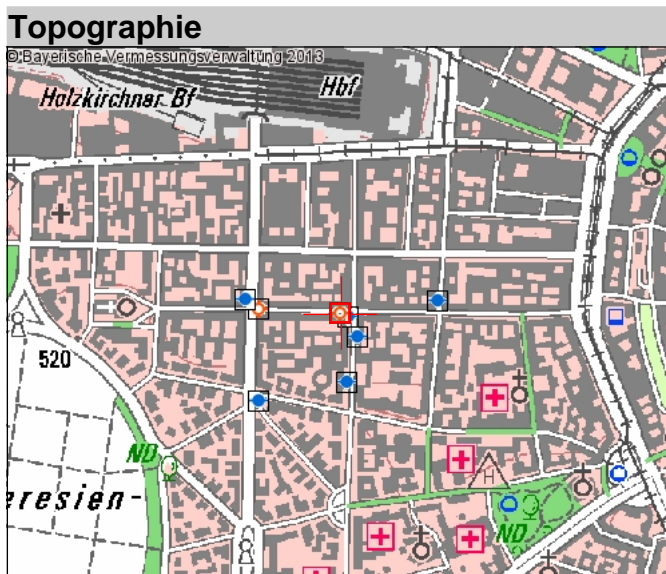 Topographie
© Bayerische Vermessungsverwaltung 2013
Holzkirchner Bf
Hbf
520
ND
eresien-
H
ND